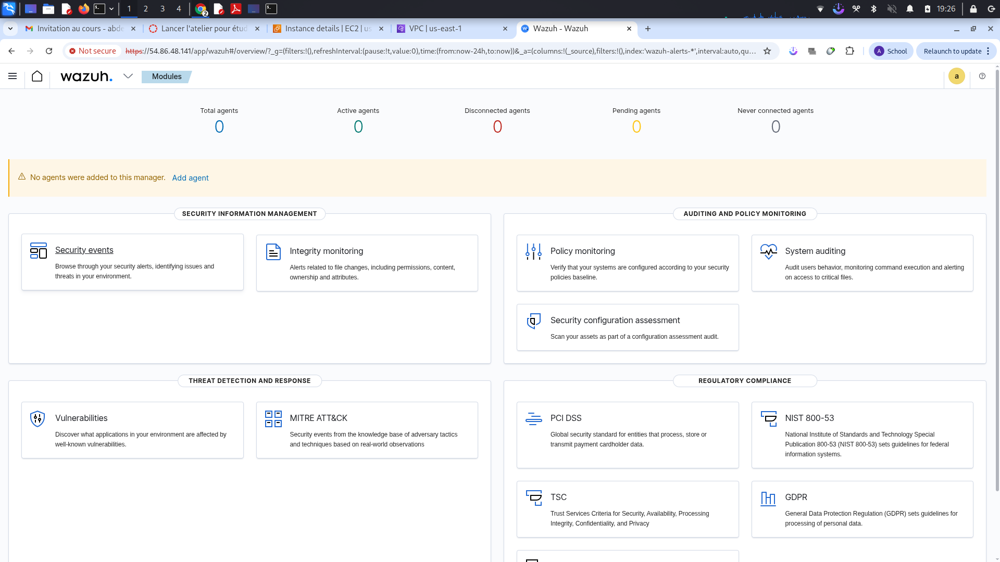 1 2 3 4 2 19:26
Invitation au cours - abde Lancer l'atelier pour étud Instance details | EC2 | us VPC | us-east-1 Wazuh - Wazuh
Not secure https://54.86.48.141/app/wazuh#/overview/?_g=(filters:!(),refreshInterval:(pause:!t,value:0),time:(from:now-24h,to:now))&_a=(columns:!(_source),filters:!(),index:'wazuh-alerts-*',interval:auto,qu... A School Relaunch to update
wazuh. Modules a
Total agents Active agents Disconnected agents Pending agents Never connected agents
0 0 0 0 0
No agents were added to this manager. Add agent
SECURITY INFORMATION MANAGEMENT
Security events
Browse through your security alerts, identifying issues and
threats in your environment.
Integrity monitoring
Alerts related to file changes, including permissions, content,
ownership and attributes.
AUDITING AND POLICY MONITORING
Policy monitoring
Verify that your systems are configured according to your security
policies baseline.
System auditing
Audit users behavior, monitoring command execution and alerting
on access to critical files.
Security configuration assessment
Scan your assets as part of a configuration assessment audit.
THREAT DETECTION AND RESPONSE
Vulnerabilities
Discover what applications in your environment are affected by
well-known vulnerabilities.
MITRE ATT&CK
Security events from the knowledge base of adversary tactics
and techniques based on real-world observations
REGULATORY COMPLIANCE
PCI DSS
Global security standard for entities that process, store or
transmit payment cardholder data.
NIST 800-53
National Institute of Standards and Technology Special
Publication 800-53 (NIST 800-53) sets guidelines for federal
information systems.
TSC
Trust Services Criteria for Security, Availability, Processing
Integrity, Confidentiality, and Privacy
GDPR
General Data Protection Regulation (GDPR) sets guidelines for
processing of personal data.